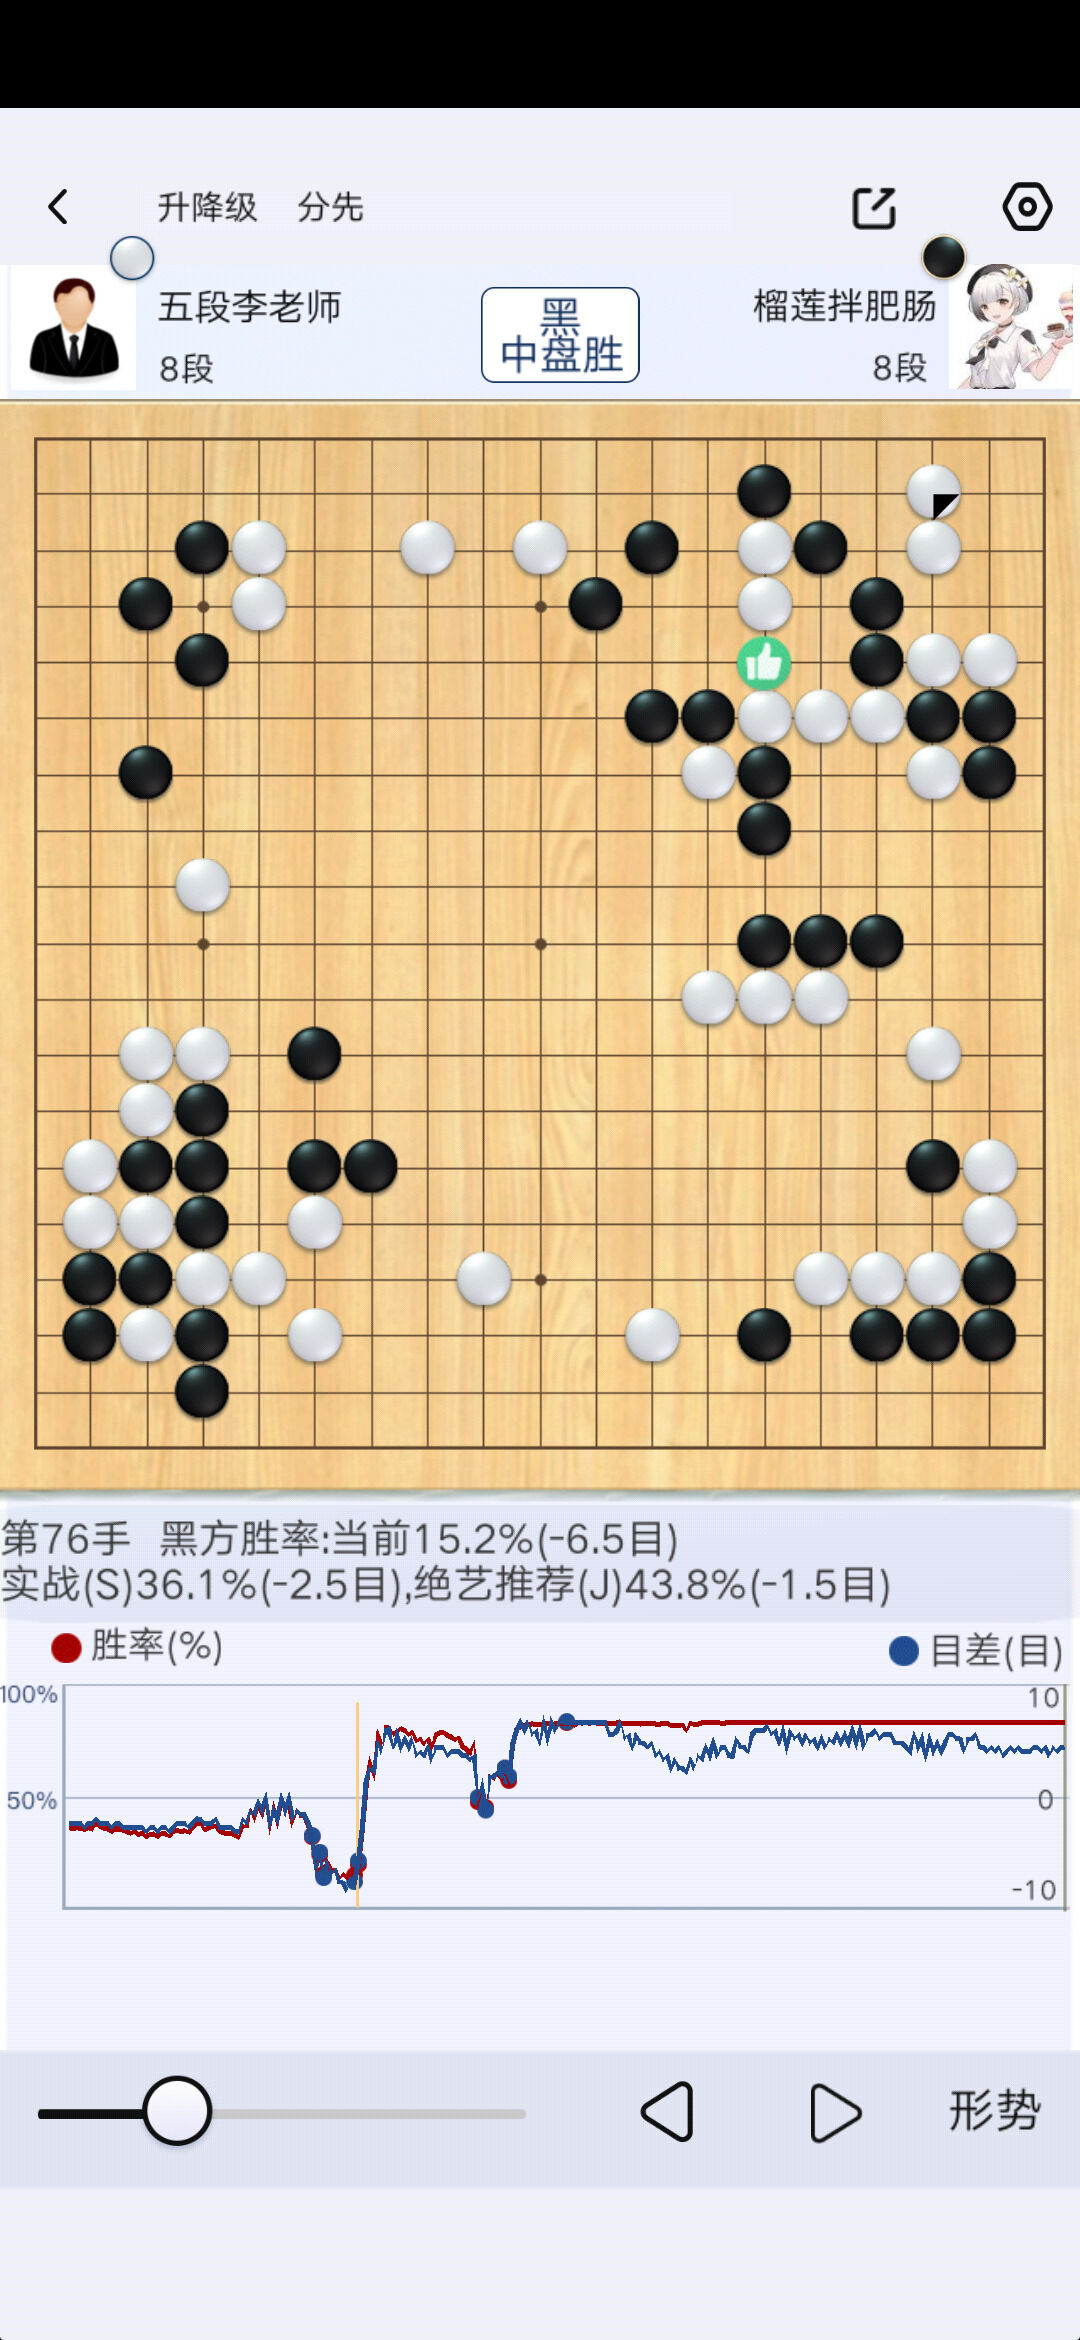 升降级 分先
五段李老师
8段
黑
中盘胜
榴莲拌肥肠
8段
第76手 黑方胜率:当前15.2%(-6.5目)
实战(S)36.1%(-2.5目),绝艺推荐(J)43.8%(-1.5目)
胜率(%)
目差(目)
100%
10
50%
0
-10
形势